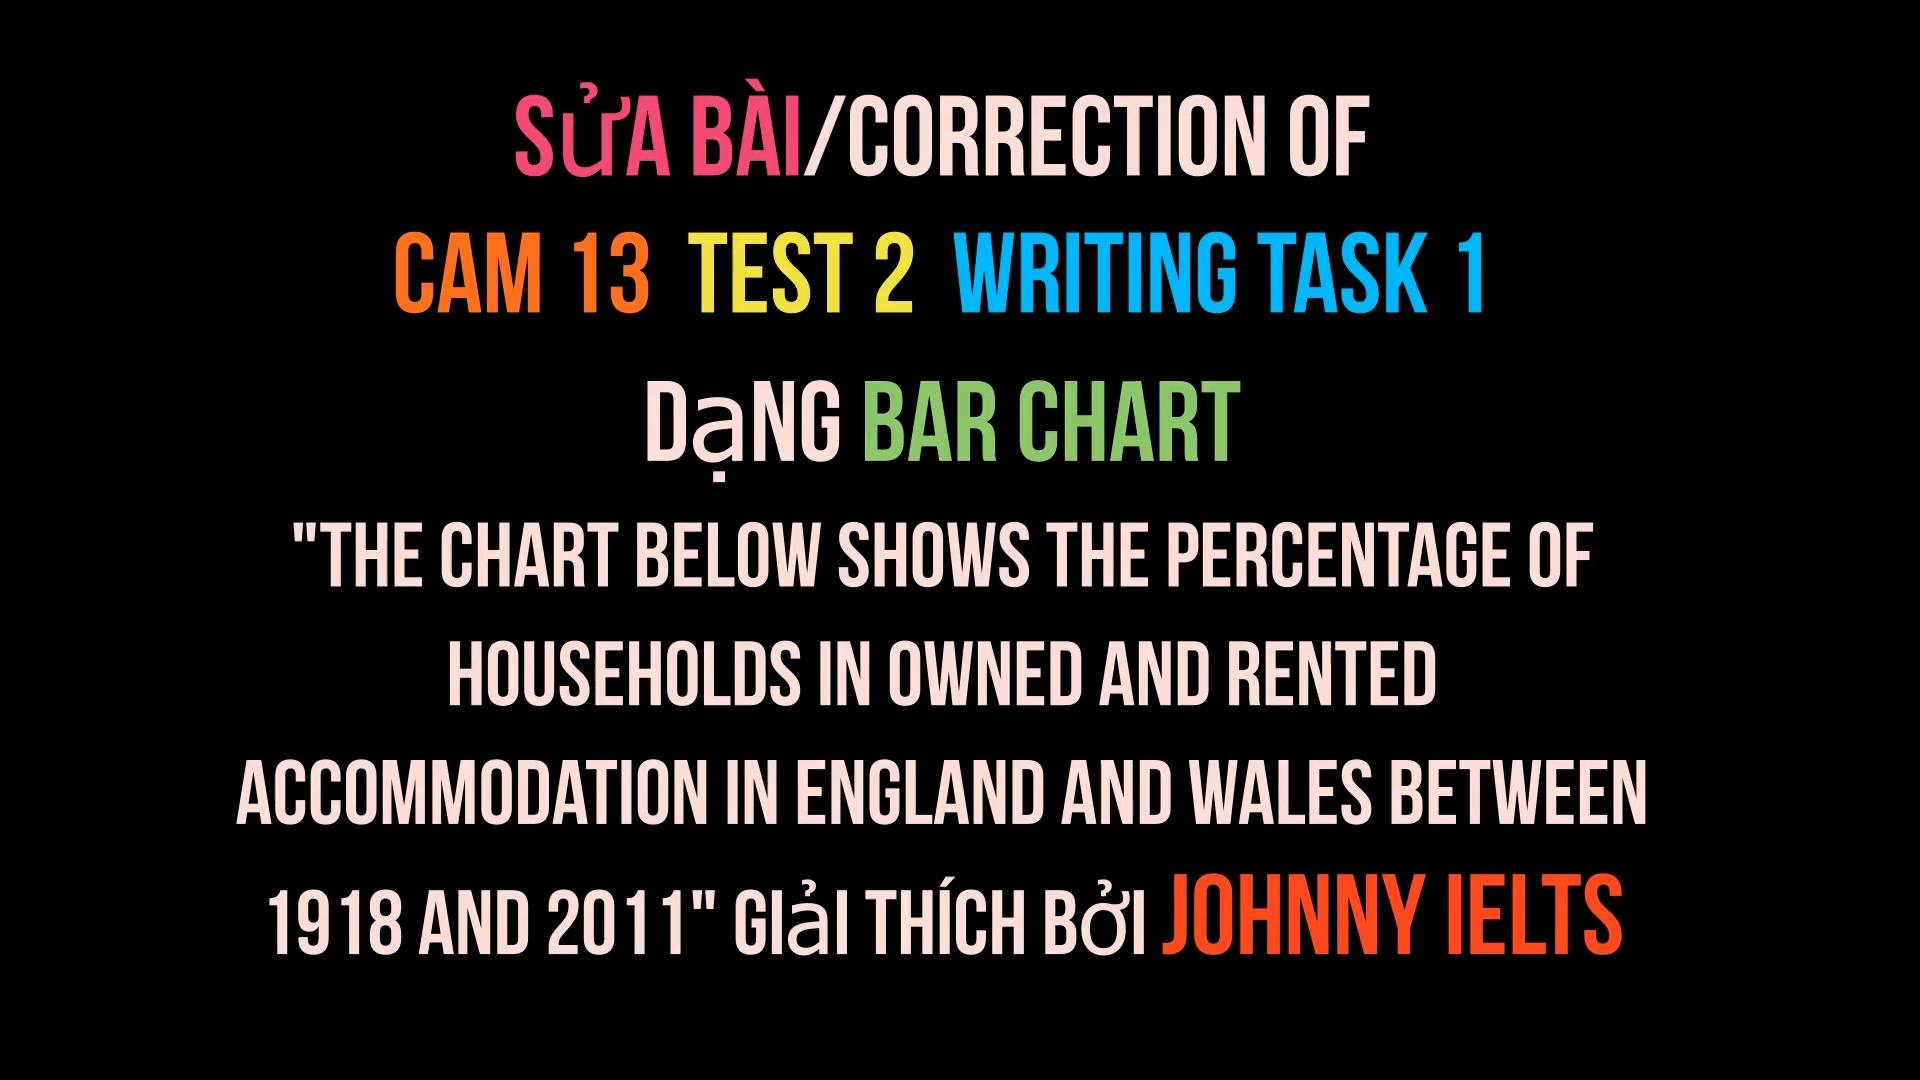 SỬA BÀI/CORRECTION OF
CAM 13 TEST 2 WRITING TASK 1
DẠNG BAR CHART
"THE CHART BELOW SHOWS THE PERCENTAGE OF
HOUSEHOLDS IN OWNED AND RENTED
ACCOMMODATION IN ENGLAND AND WALES BETWEEN
1918 AND 2011" GIẢI THÍCH BỞI JOHNNY IELTS